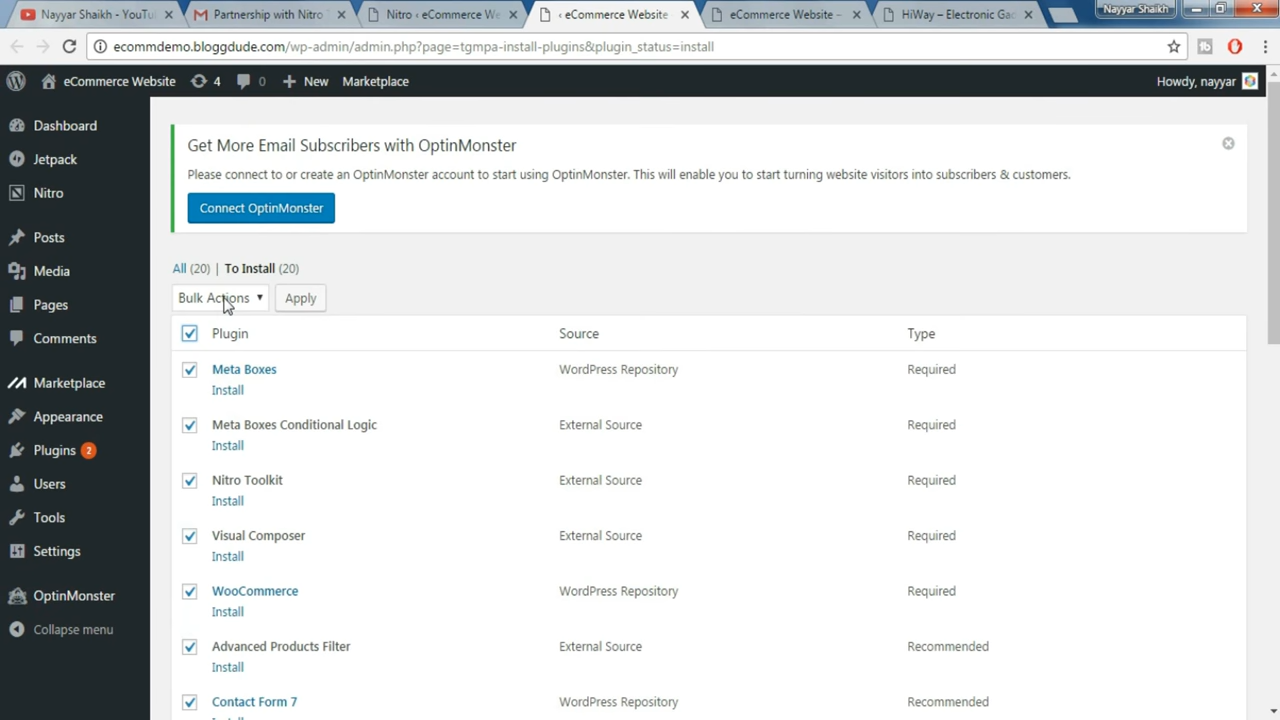 Nayyar Shaikh - YouTu
Partnership with Nitro
Nitro ‹ eCommerce We
‹ eCommerce Website
eCommerce Website –
HiWay – Electronic Gad
Nayyar Shaikh
ecommdemo.bloggdude.com/wp-admin/admin.php?page=tgmpa-install-plugins&plugin_status=install
eCommerce Website 4 0 New Marketplace
Howdy, nayyar
Dashboard
Jetpack
Nitro
Posts
Media
Pages
Comments
Marketplace
Appearance
Plugins 2
Users
Tools
Settings
OptinMonster
Collapse menu
Get More Email Subscribers with OptinMonster
Please connect to or create an OptinMonster account to start using OptinMonster. This will enable you to start turning website visitors into subscribers & customers.
Connect OptinMonster
All (20) | To Install (20)
Bulk Actions Apply
Plugin Source Type
Meta Boxes WordPress Repository Required
Install
Meta Boxes Conditional Logic External Source Required
Install
Nitro Toolkit External Source Required
Install
Visual Composer External Source Required
Install
WooCommerce WordPress Repository Required
Install
Advanced Products Filter External Source Recommended
Install
Contact Form 7 WordPress Repository Recommended